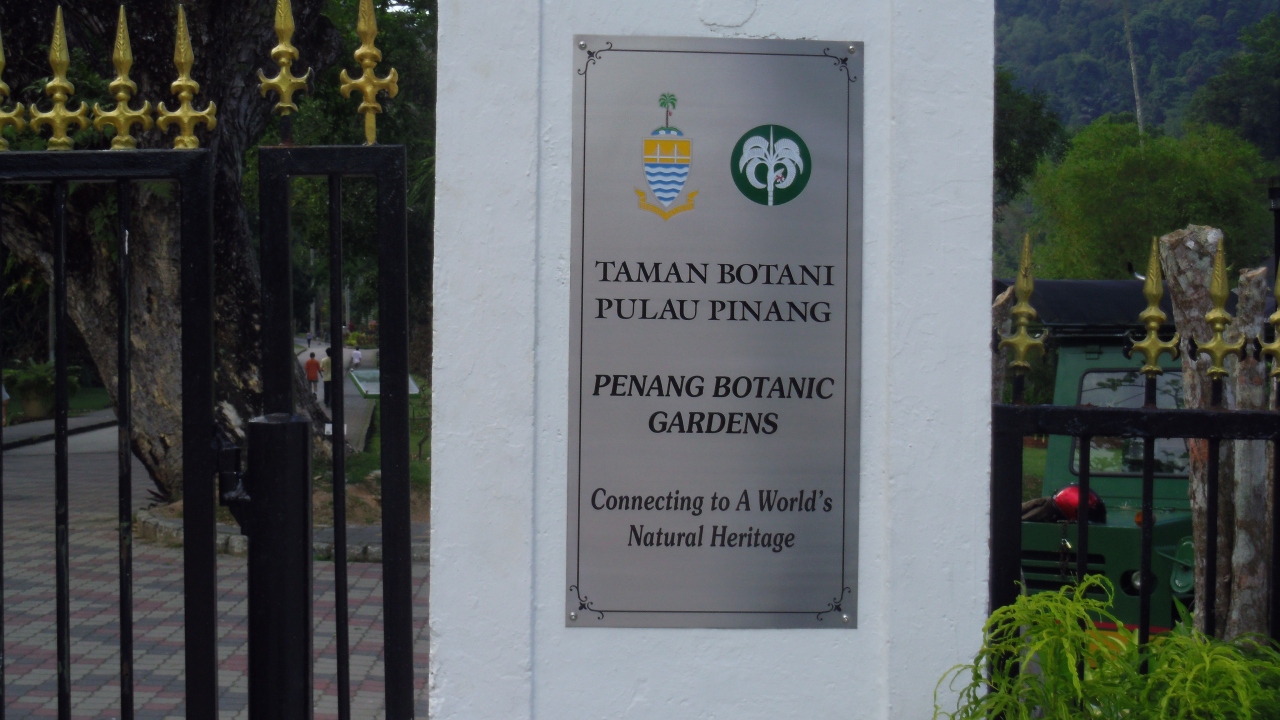 TAMAN BOTANI
PULAU PINANG
PENANG BOTANIC
GARDENS
Connecting to A World's
Natural Heritage